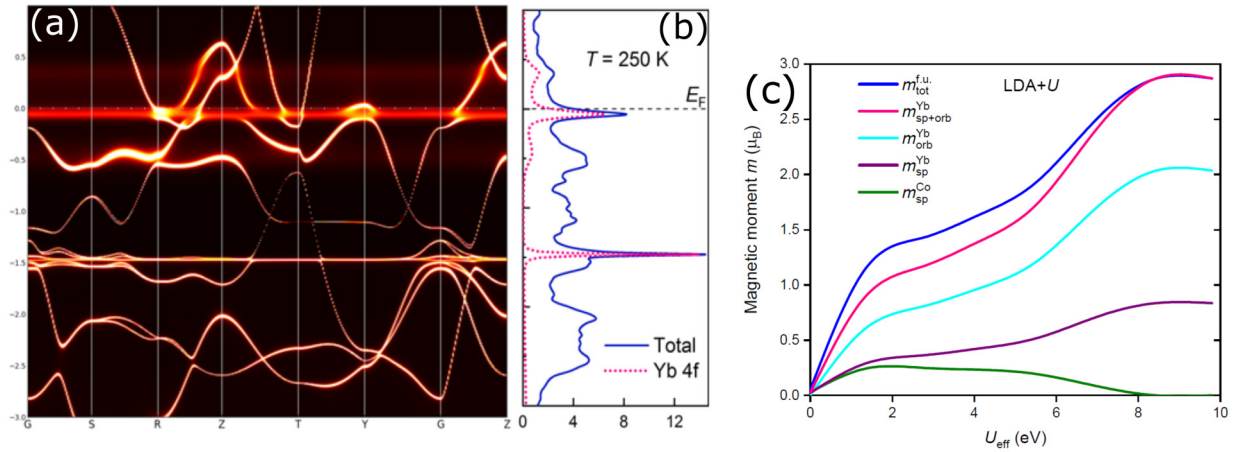 (a)
0.5
0.0
−0.5
−1.0
−1.5
−2.0
−2.5
−3.0
G S R Z T Y G Z
(b)
T = 250 K
E_F
Total
Yb 4f
0 4 8 12
(c)
LDA+U
m_tot^f.u.
m_sp+orb^Yb
m_orb^Yb
m_sp^Yb
m_sp^Co
Magnetic moment m (μ_B)
3.0
2.5
2.0
1.5
1.0
0.5
0.0
0 2 4 6 8 10
U_eff (eV)